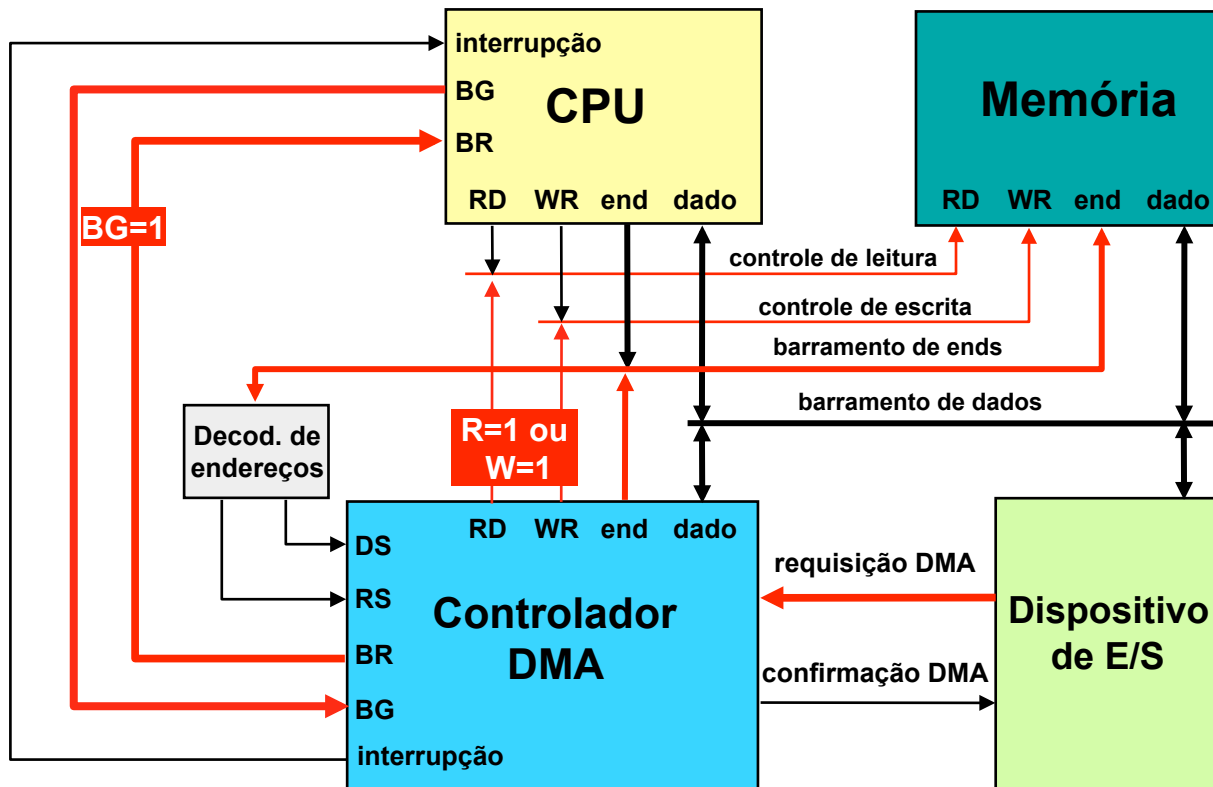 interrupção
BG
CPU
BR
RD WR end dado
Memória
RD WR end dado
BG=1
controle de leitura
controle de escrita
barramento de ends
barramento de dados
Decod. de
endereços
R=1 ou
W=1
RD WR end dado
DS
RS
BR
BG
interrupção
Controlador
DMA
requisição DMA
confirmação DMA
Dispositivo
de E/S